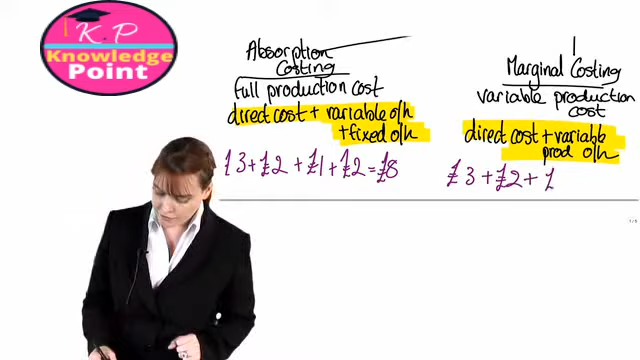 K.P
Knowledge
Point
Absorption
Costing
full production cost
direct cost + variable o/h
+ fixed o/h
£3 + £2 + £1 + £2 = £8
Marginal Costing
variable production
cost
direct cost + variable
prod o/h
£3 + £2 + 1